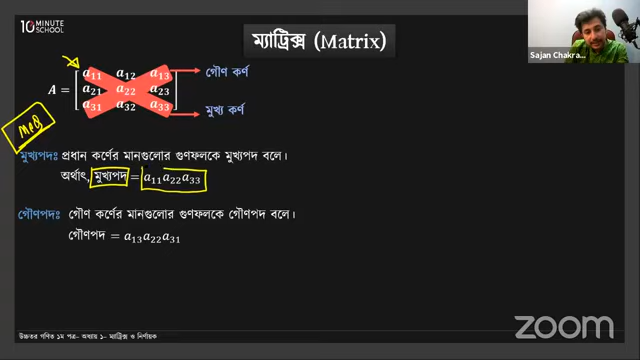 10 MINUTE SCHOOL
ম্যাট্রিক্স (Matrix)
Sajan Chakra...
a₁₁ a₁₂ a₁₃ গৌণ কর্ণ
A = a₂₁ a₂₂ a₂₃
a₃₁ a₃₂ a₃₃ মুখ্য কর্ণ
MCQ
মুখ্যপদঃ প্রধান কর্ণের মানগুলোর গুণফলকে মুখ্যপদ বলে।
অর্থাৎ, মুখ্যপদ = a₁₁a₂₂a₃₃
গৌণপদঃ গৌণ কর্ণের মানগুলোর গুণফলকে গৌণপদ বলে।
গৌণপদ = a₁₃a₂₂a₃₁
zoom
উচ্চতর গণিত ১ম পত্র- অধ্যায় ১- ম্যাট্রিক্স ও নির্ণায়ক